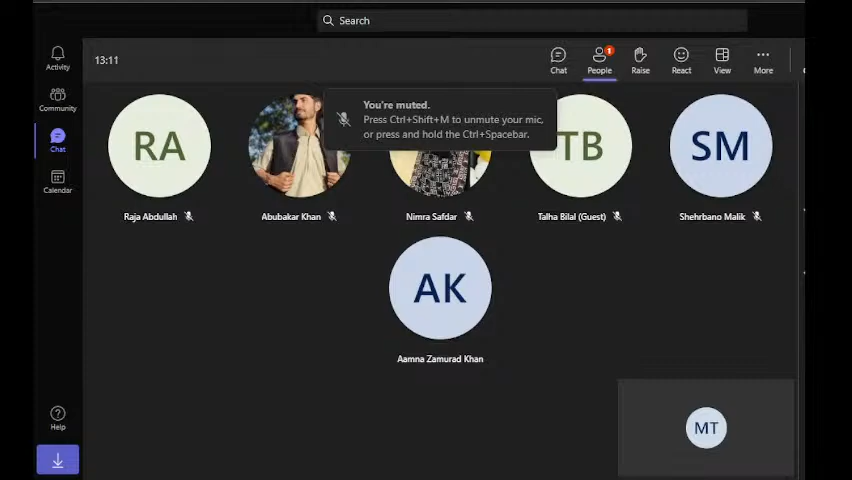 Search
Activity
Community
Chat
Calendar
Help
13:11
Chat
1
People
Raise
React
View
More
You're muted.
Press Ctrl+Shift+M to unmute your mic,
or press and hold the Ctrl+Spacebar.
RA
TB
SM
Raja Abdullah
Abubakar Khan
Nimra Safdar
Talha Bilal (Guest)
Shehrbano Malik
AK
Aamna Zamurad Khan
MT